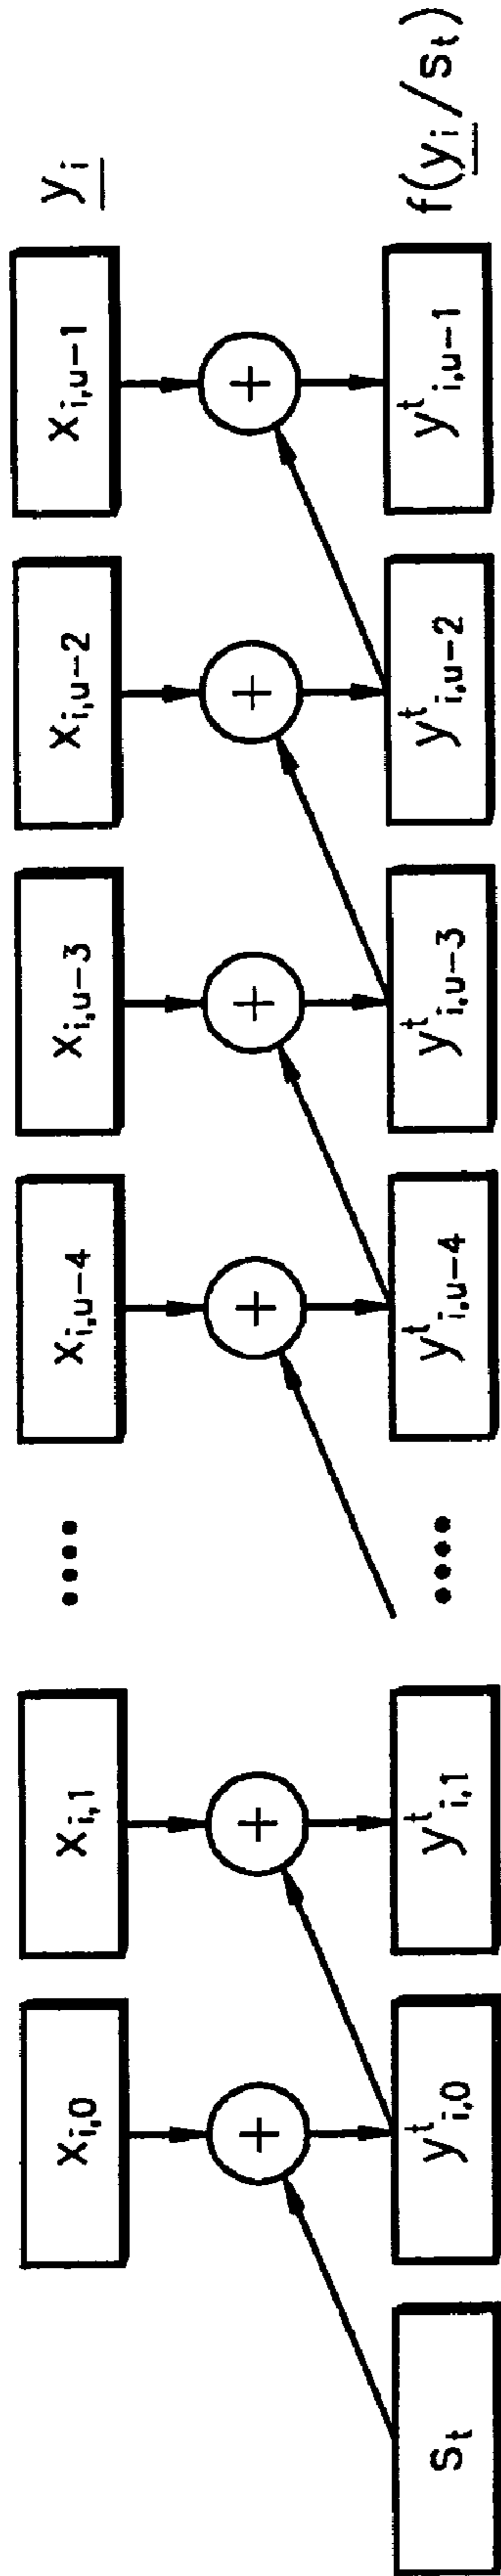 x_{i,0} x_{i,1} •••• x_{i,u-4} x_{i,u-3} x_{i,u-2} x_{i,u-1} y_i
+ + + + + +
s_t y^t_{i,0} y^t_{i,1} •••• y^t_{i,u-4} y^t_{i,u-3} y^t_{i,u-2} y^t_{i,u-1} f(y_i/s_t)